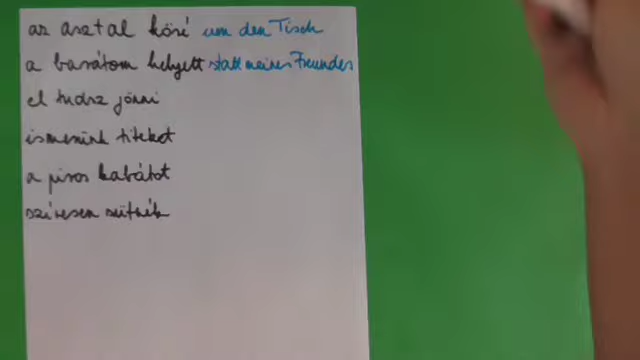 az asztal köré um den Tisch
a barátom helyett statt meines Freundes
el tudsz jönni
ismerünk titeket
a piros kabátot
szívesen sütnék